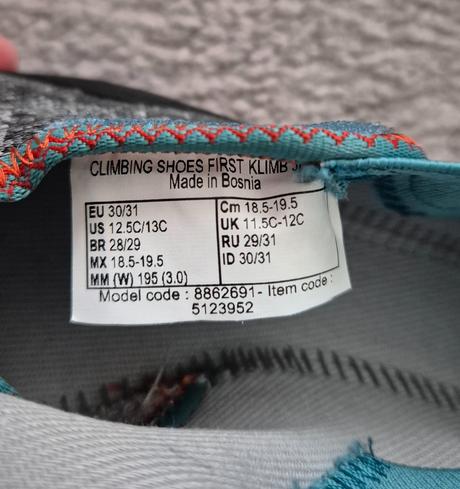 CLIMBING SHOES FIRST KLIMB
Made in Bosnia
EU 30/31
US 12.5C/13C
BR 28/29
MX 18.5-19.5
MM (W) 195 (3.0)
Cm 18.5-19.5
UK 11.5C-12C
RU 29/31
ID 30/31
Model code : 8862691- Item code :
5123952